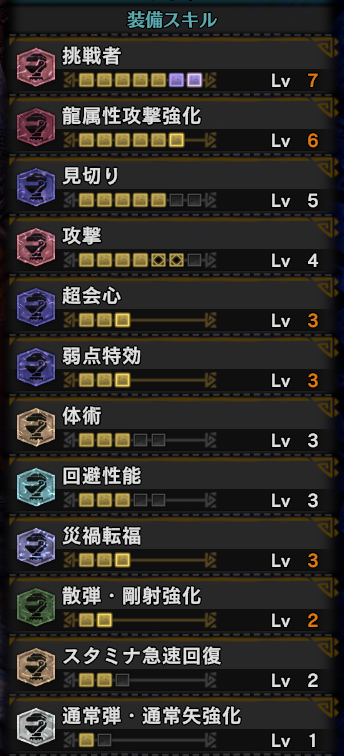 装備スキル
挑戦者
Lv 7
龍属性攻撃強化
Lv 6
見切り
Lv 5
攻撃
Lv 4
超会心
Lv 3
弱点特効
Lv 3
体術
Lv 3
回避性能
Lv 3
災禍転福
Lv 3
散弾・剛射強化
Lv 2
スタミナ急速回復
Lv 2
通常弾・通常矢強化
Lv 1